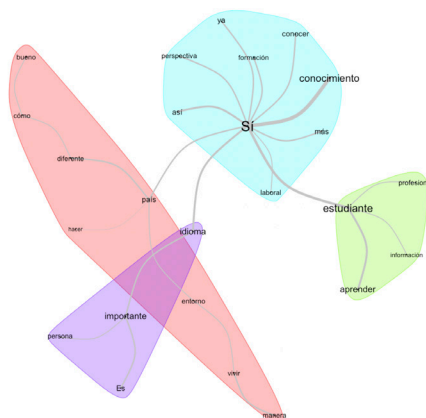 ya
conocer
bueno
perspectiva
formación
conocimiento
así
cómo
Sí
más
diferente
laboral
profesion
país
estudiante
hacer
idioma
información
aprender
entorno
importante
persona
vivir
Es
manera